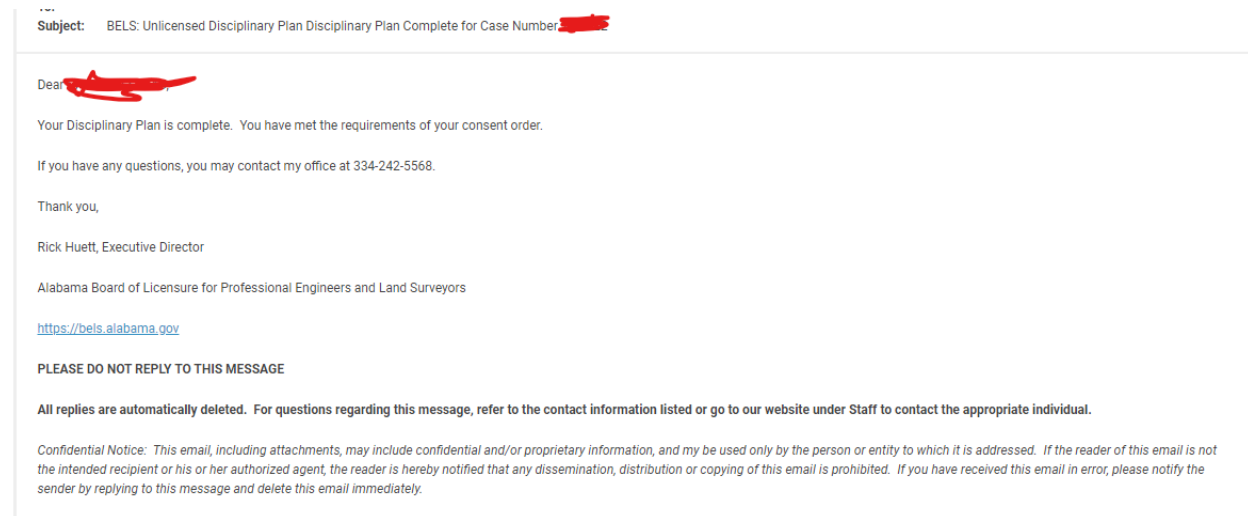 Subject: BELS: Unlicensed Disciplinary Plan Disciplinary Plan Complete for Case Number
Dear
Your Disciplinary Plan is complete. You have met the requirements of your consent order.
If you have any questions, you may contact my office at 334-242-5568.
Thank you,
Rick Huett, Executive Director
Alabama Board of Licensure for Professional Engineers and Land Surveyors
https://bels.alabama.gov
PLEASE DO NOT REPLY TO THIS MESSAGE
All replies are automatically deleted. For questions regarding this message, refer to the contact information listed or go to our website under Staff to contact the appropriate individual.
Confidential Notice: This email, including attachments, may include confidential and/or proprietary information, and my be used only by the person or entity to which it is addressed. If the reader of this email is not
the intended recipient or his or her authorized agent, the reader is hereby notified that any dissemination, distribution or copying of this email is prohibited. If you have received this email in error, please notify the
sender by replying to this message and delete this email immediately.